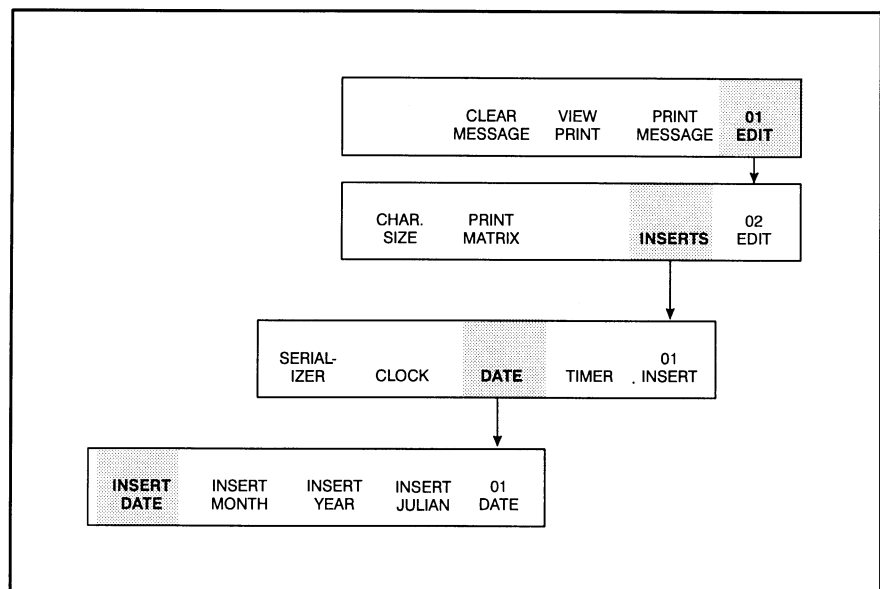 CLEAR MESSAGE
VIEW PRINT
PRINT MESSAGE
01 EDIT
CHAR. SIZE
PRINT MATRIX
INSERTS
02 EDIT
SERIAL-
IZER
CLOCK
DATE
TIMER
01 INSERT
INSERT DATE
INSERT MONTH
INSERT YEAR
INSERT JULIAN
01 DATE